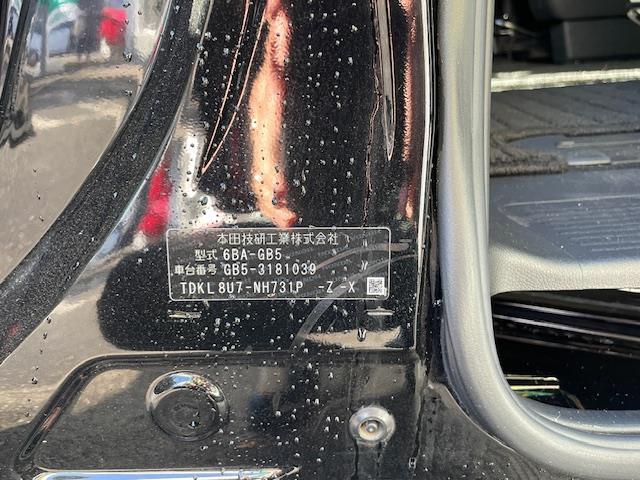 本田技研工業株式会社
型式 6BA-GB5
車台番号 GB5-3181039 〃
TDKL 8U7-NH731P -Z -X